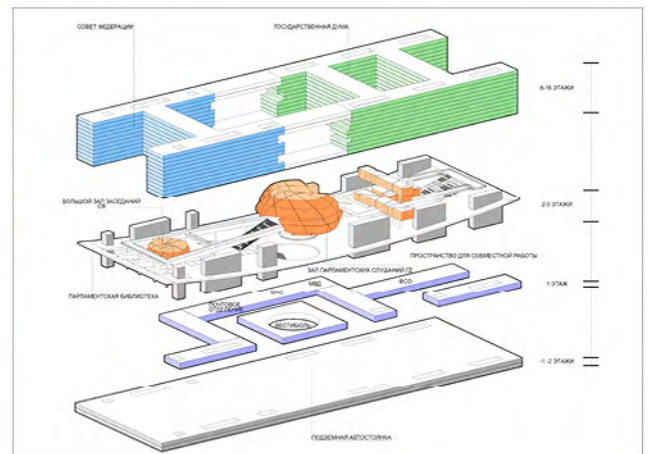 СОВЕТ ФЕДЕРАЦИИ
ГОСУДАРСТВЕННАЯ ДУМА
6-16 ЭТАЖИ
БОЛЬШОЙ ЗАЛ ЗАСЕДАНИЙ
СФ
2-5 ЭТАЖИ
ПРОСТРАНСТВО ДЛЯ СОВМЕСТНОЙ РАБОТЫ
ЗАЛ ПАРЛАМЕНТСКИХ СЛУШАНИЙ ГД
МВД
ФСО
1 ЭТАЖ
ПАРЛАМЕНТСКАЯ БИБЛИОТЕКА
МЧС
ПОЧТОВОЕ
ОТДЕЛЕНИЕ
ВЕСТИБЮЛЬ
-1,-2 ЭТАЖИ
ПОДЗЕМНАЯ АВТОСТОЯНКА